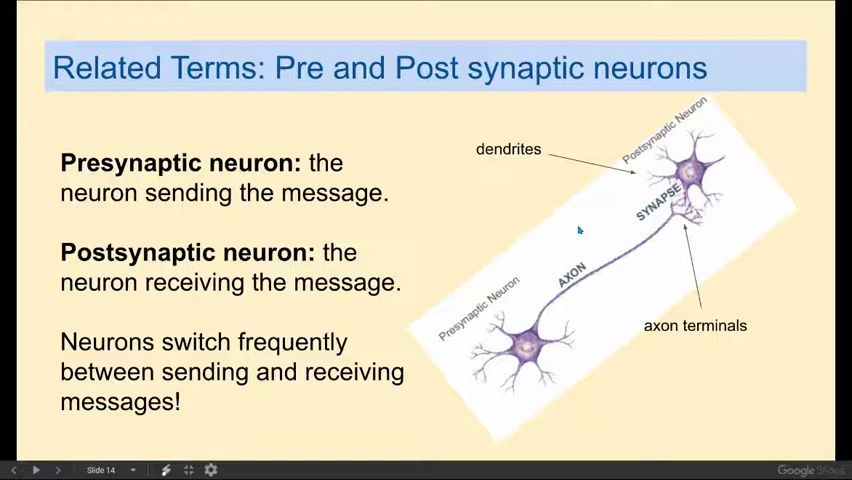 Related Terms: Pre and Post synaptic neurons
Presynaptic neuron: the
neuron sending the message.
Postsynaptic neuron: the
neuron receiving the message.
Neurons switch frequently
between sending and receiving
messages!
dendrites
Postsynaptic Neuron
SYNAPSE
AXON
Presynaptic Neuron
axon terminals
Slide 14
Google Slides